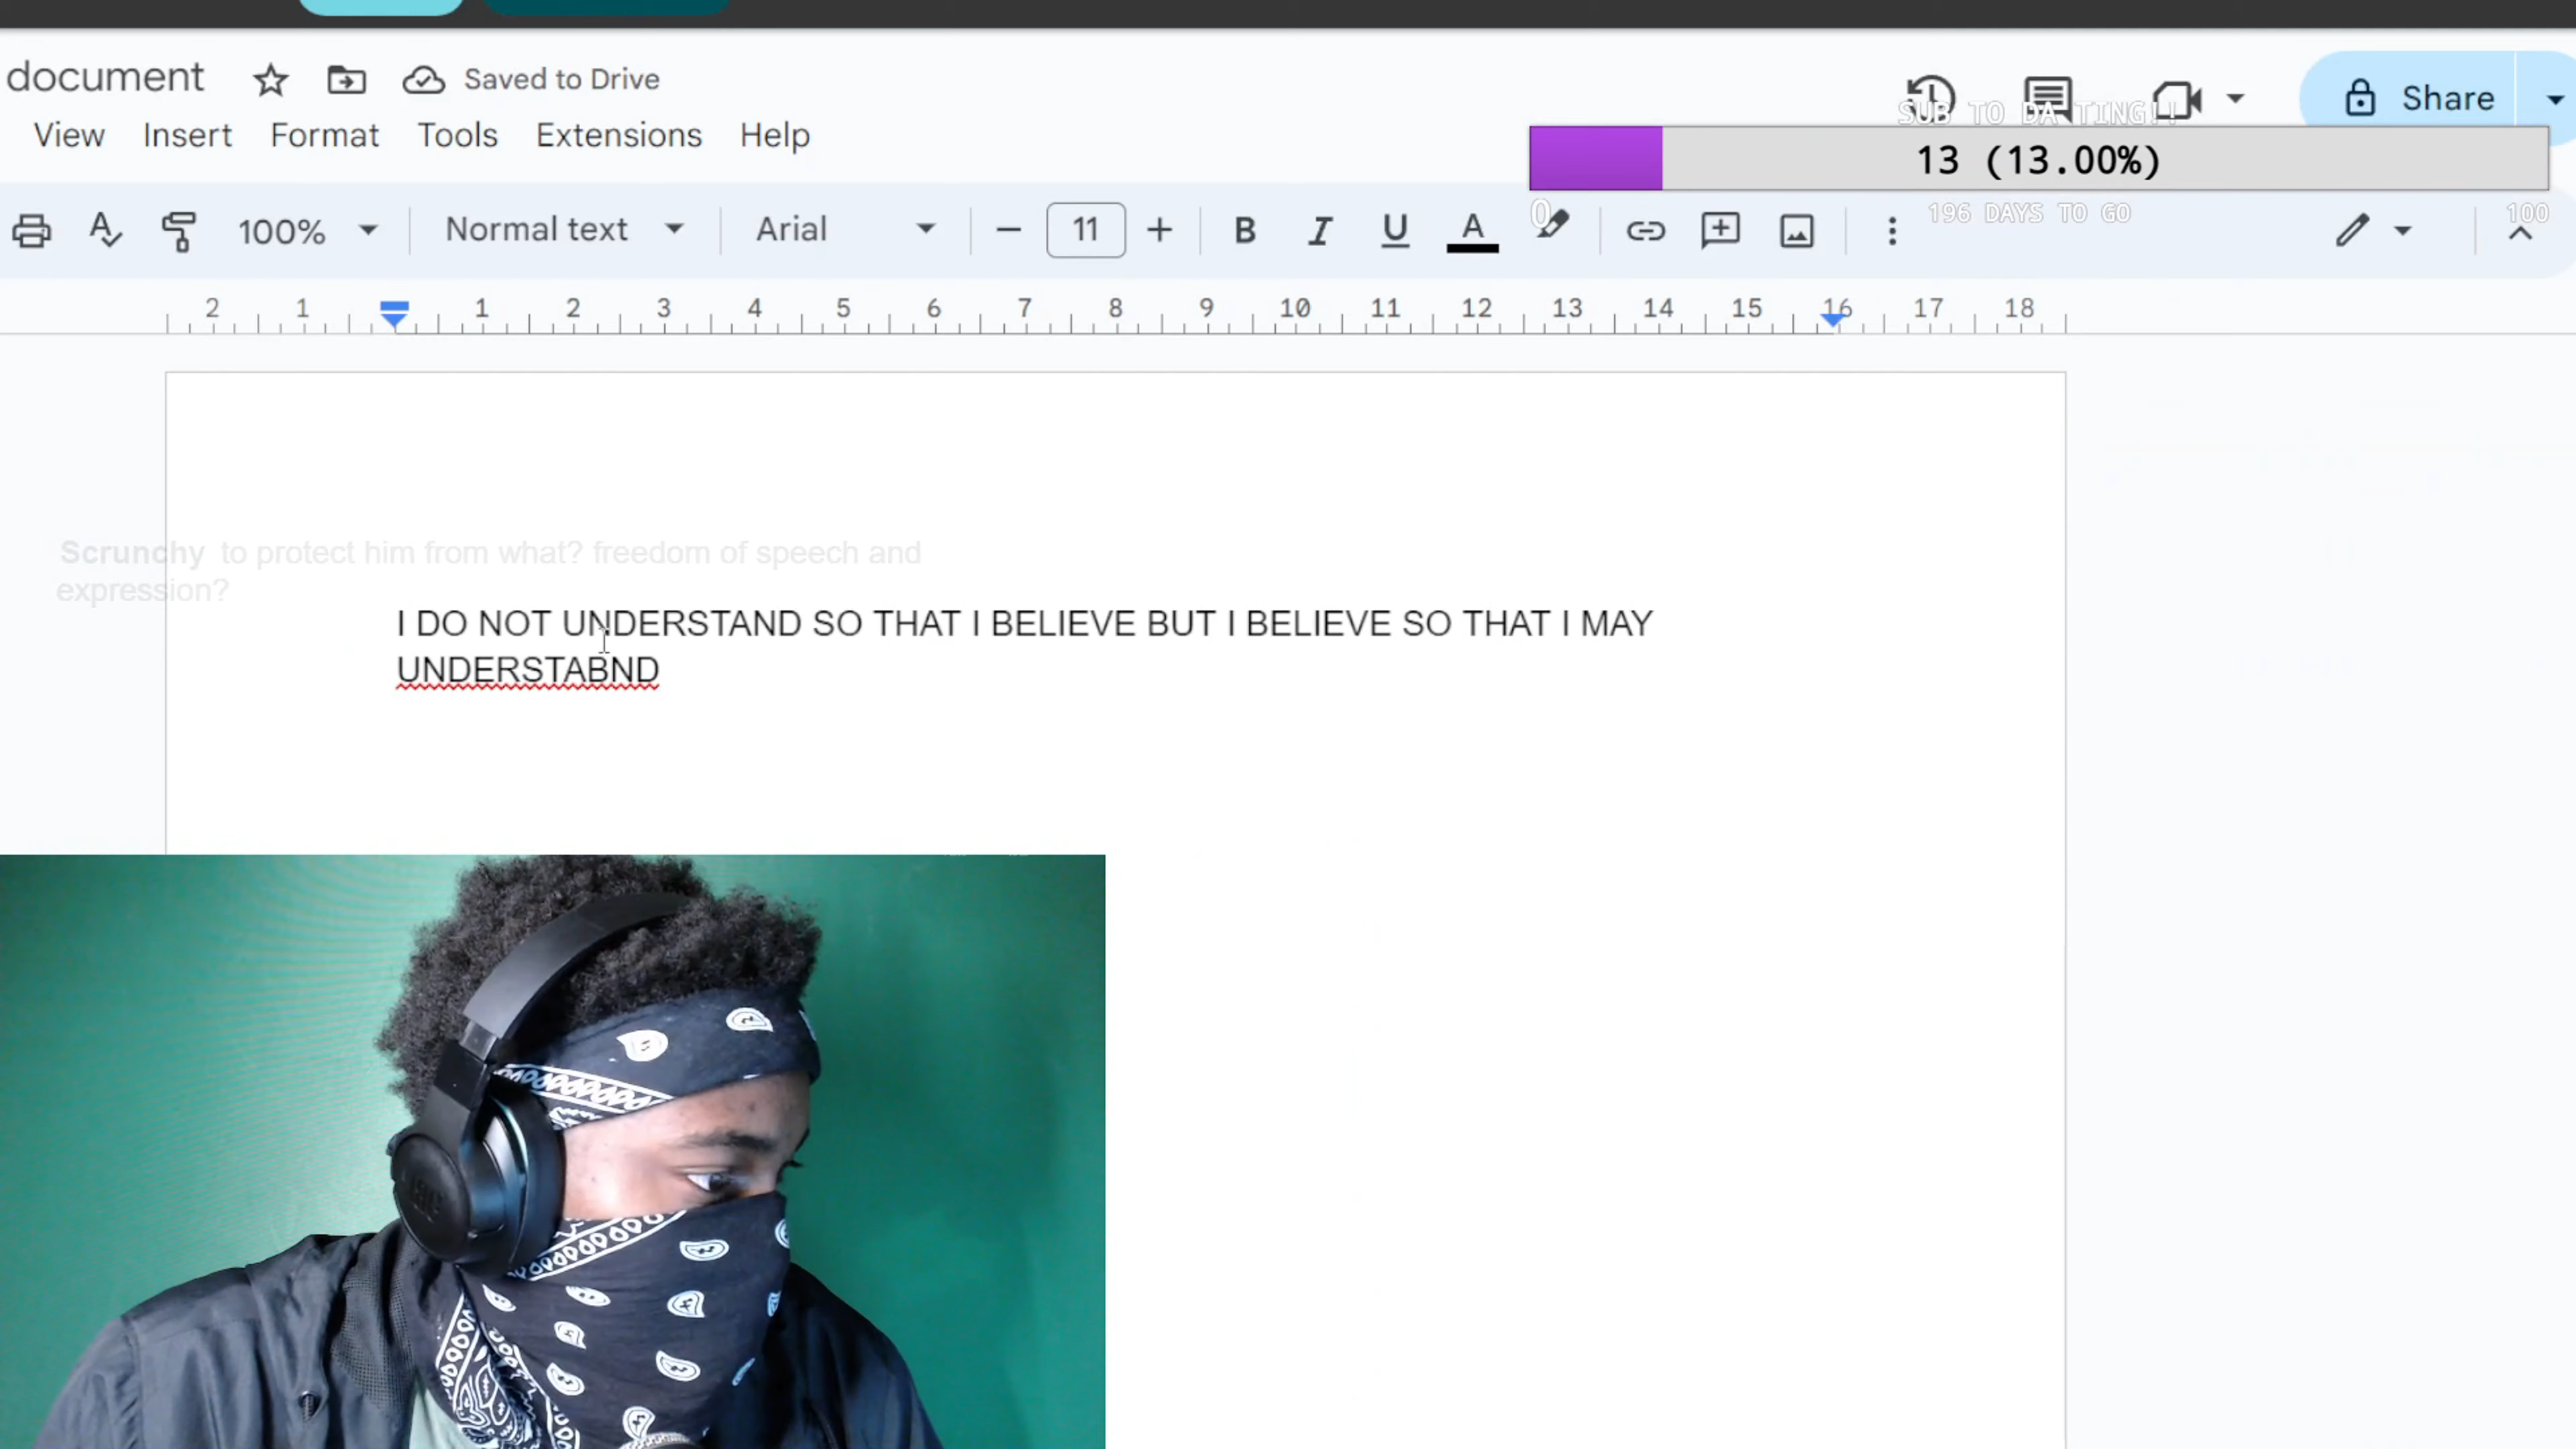 document Saved to Drive
SUB TO DA TING!!
Share
View Insert Format Tools Extensions Help
13 (13.00%)
0 196 DAYS TO GO 100
100% Normal text Arial 11 B I U A
2 1 1 2 3 4 5 6 7 8 9 10 11 12 13 14 15 16 17 18
Scrunchy to protect him from what? freedom of speech and
expression?
I DO NOT UNDERSTAND SO THAT I BELIEVE BUT I BELIEVE SO THAT I MAY
UNDERSTABND